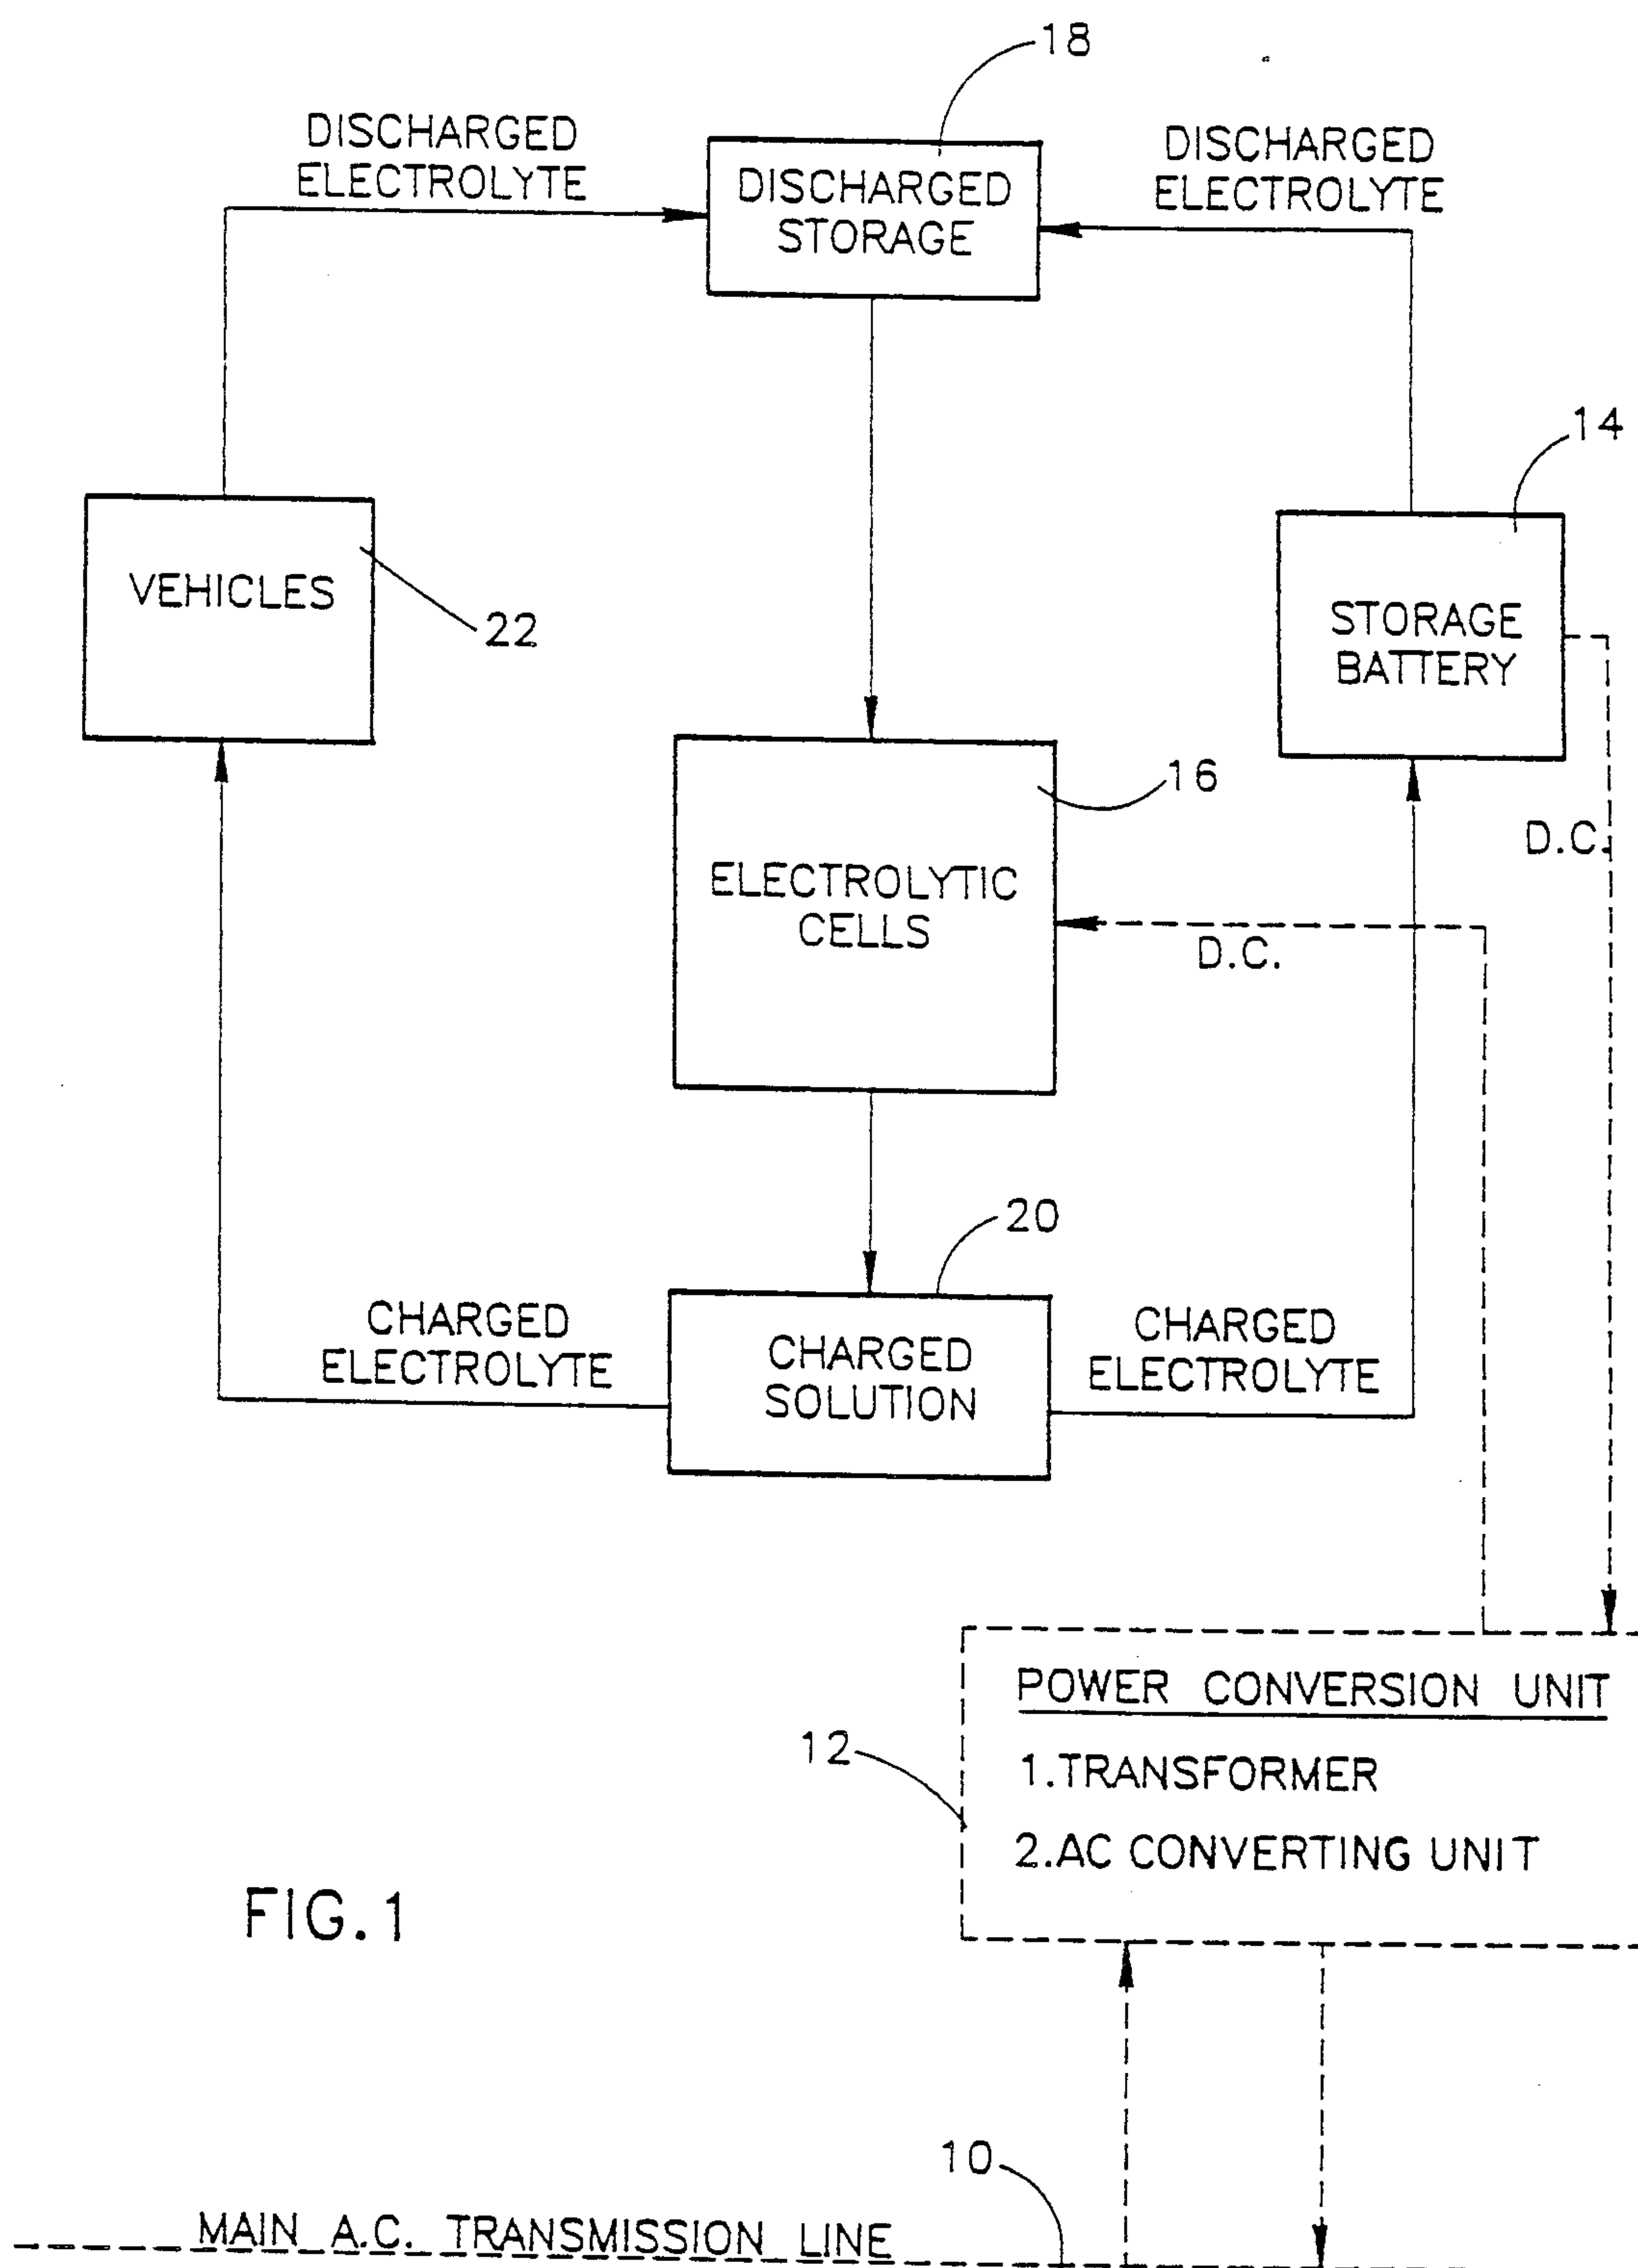 18
DISCHARGED
ELECTROLYTE
DISCHARGED
STORAGE
DISCHARGED
ELECTROLYTE
14
VEHICLES
22
STORAGE
BATTERY
16
D.C.
ELECTROLYTIC
CELLS
D.C.
20
CHARGED
ELECTROLYTE
CHARGED
SOLUTION
CHARGED
ELECTROLYTE
POWER CONVERSION UNIT
12
1.TRANSFORMER
2.AC CONVERTING UNIT
FIG.1
10
MAIN A.C. TRANSMISSION LINE